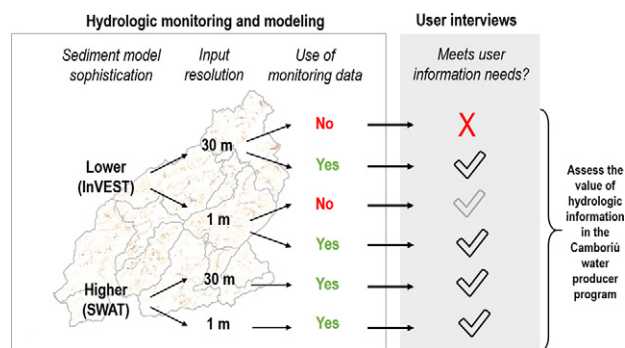 Hydrologic monitoring and modeling
User interviews
Sediment model
sophistication
Input
resolution
Use of
monitoring data
Meets user
information needs?
Lower
(InVEST)
30 m
No
Yes
1 m
No
Yes
Higher
(SWAT)
30 m
Yes
1 m
Yes
Assess the
value of
hydrologic
information
in the
Camboriú
water
producer
program